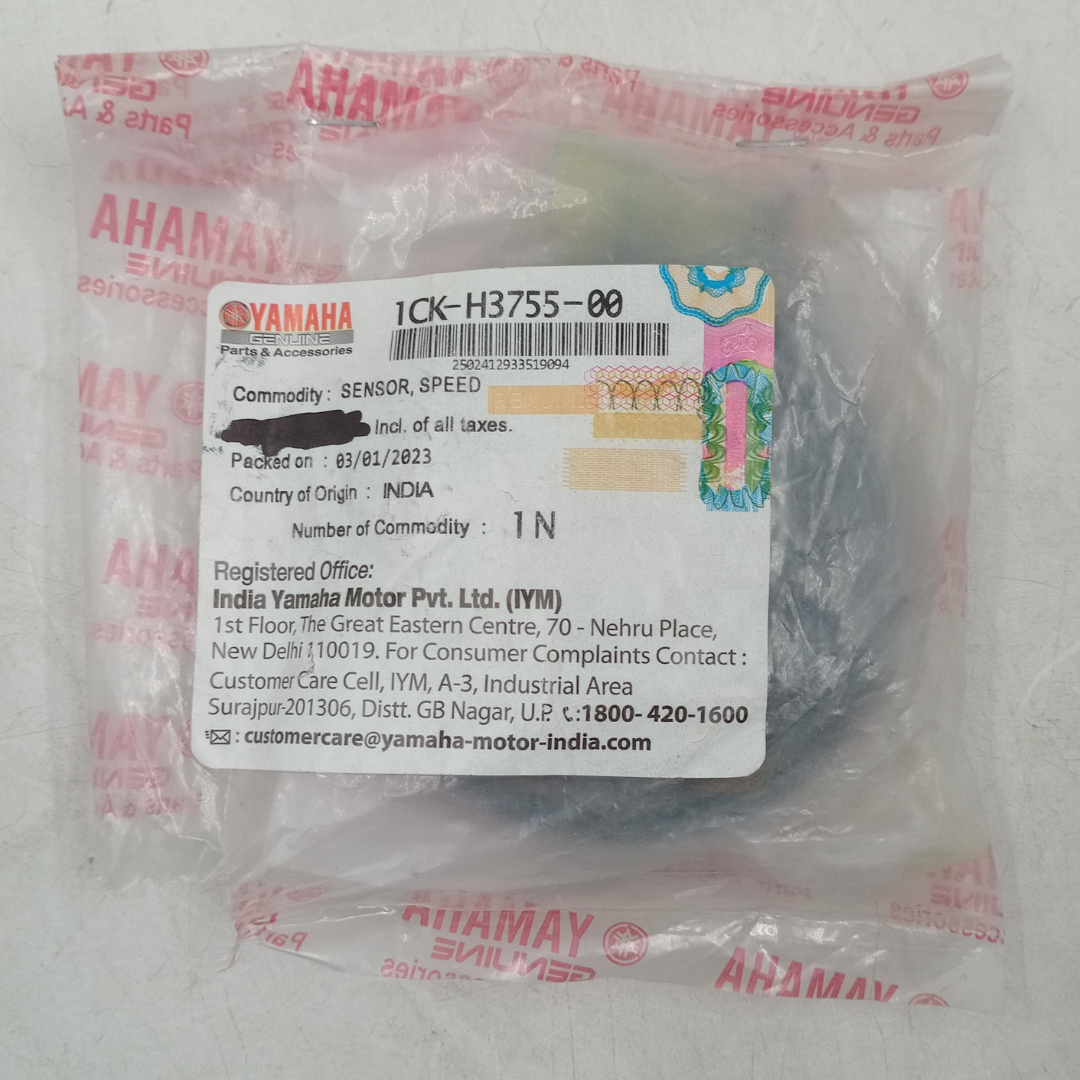 YAMAHA
GENUINE
Parts & Accessories
1CK-H3755-00
2502412933519094
Commodity: SENSOR, SPEED
Incl. of all taxes.
Packed on : 03/01/2023
Country of Origin : INDIA
Number of Commodity : 1 N
Registered Office:
India Yamaha Motor Pvt. Ltd. (IYM)
1st Floor, The Great Eastern Centre, 70 - Nehru Place,
New Delhi 110019. For Consumer Complaints Contact :
Customer Care Cell, IYM, A-3, Industrial Area
Surajpur-201306, Distt. GB Nagar, U.P. :1800-420-1600
: customercare@yamaha-motor-india.com
YAMAHA
GENUINE
YAMAHA